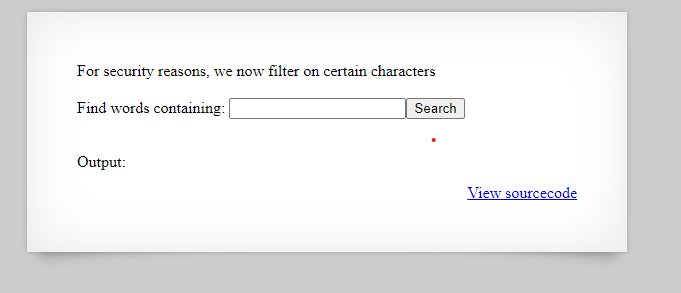 For security reasons, we now filter on certain characters
Find words containing: Search
Output:
View sourcecode